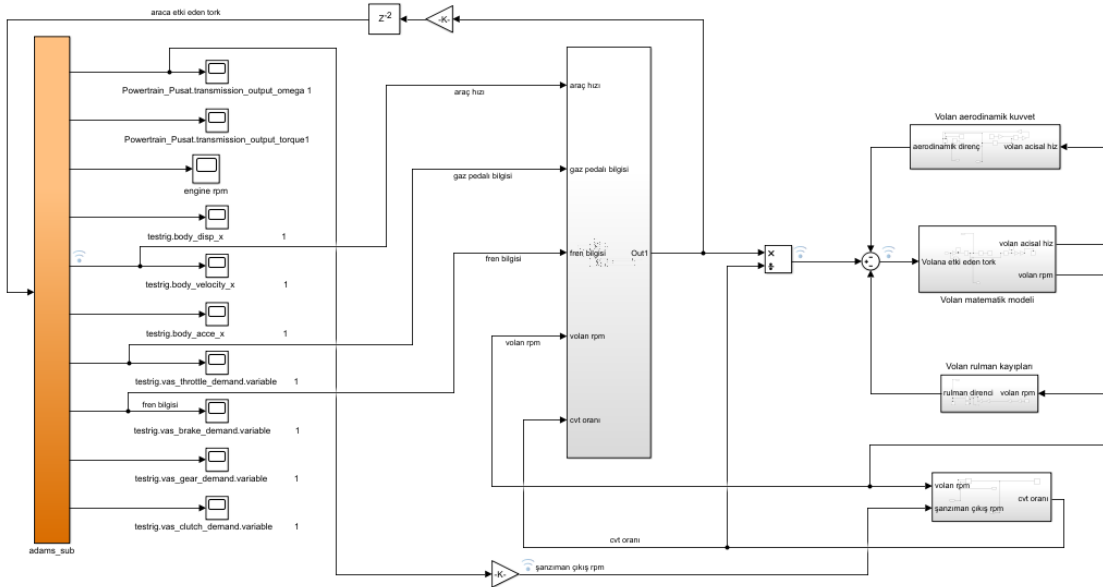 araca etki eden tork
Z-2
-K-
Powertrain_Pusat.transmission_output_omega 1
Powertrain_Pusat.transmission_output_torque1
engine rpm
testrig.body_disp_x 1
testrig.body_velocity_x 1
testrig.body_acce_x 1
testrig.vas_throttle_demand.variable 1
fren bilgisi
testrig.vas_brake_demand.variable 1
testrig.vas_gear_demand.variable 1
testrig.vas_clutch_demand.variable 1
adams_sub
araç hızı
gaz pedalı bilgisi
fren bilgisi
volan rpm
cvt oranı
-K-
şanzıman çıkış rpm
araç hızı
gaz pedalı bilgisi
fren bilgisi
Out1
volan rpm
cvt oranı
×
÷
Volan aerodinamik kuvvet
aerodinamik direnç volan acisal hiz
volan acisal hiz
Volana etki eden tork
volan rpm
Volan matematik modeli
Volan rulman kayıpları
rulman direnci volan rpm
volan rpm
cvt oranı
şanzıman çıkış rpm